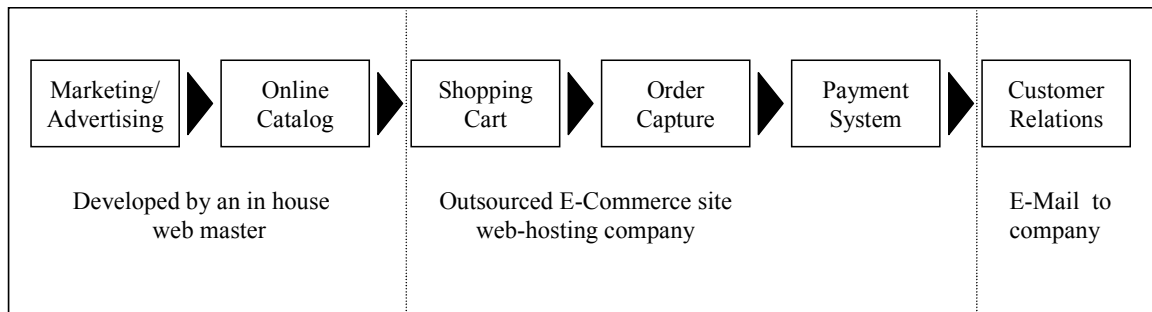 Marketing/
Advertising
Online
Catalog
Shopping
Cart
Order
Capture
Payment
System
Customer
Relations
Developed by an in house
web master
Outsourced E-Commerce site
web-hosting company
E-Mail to
company